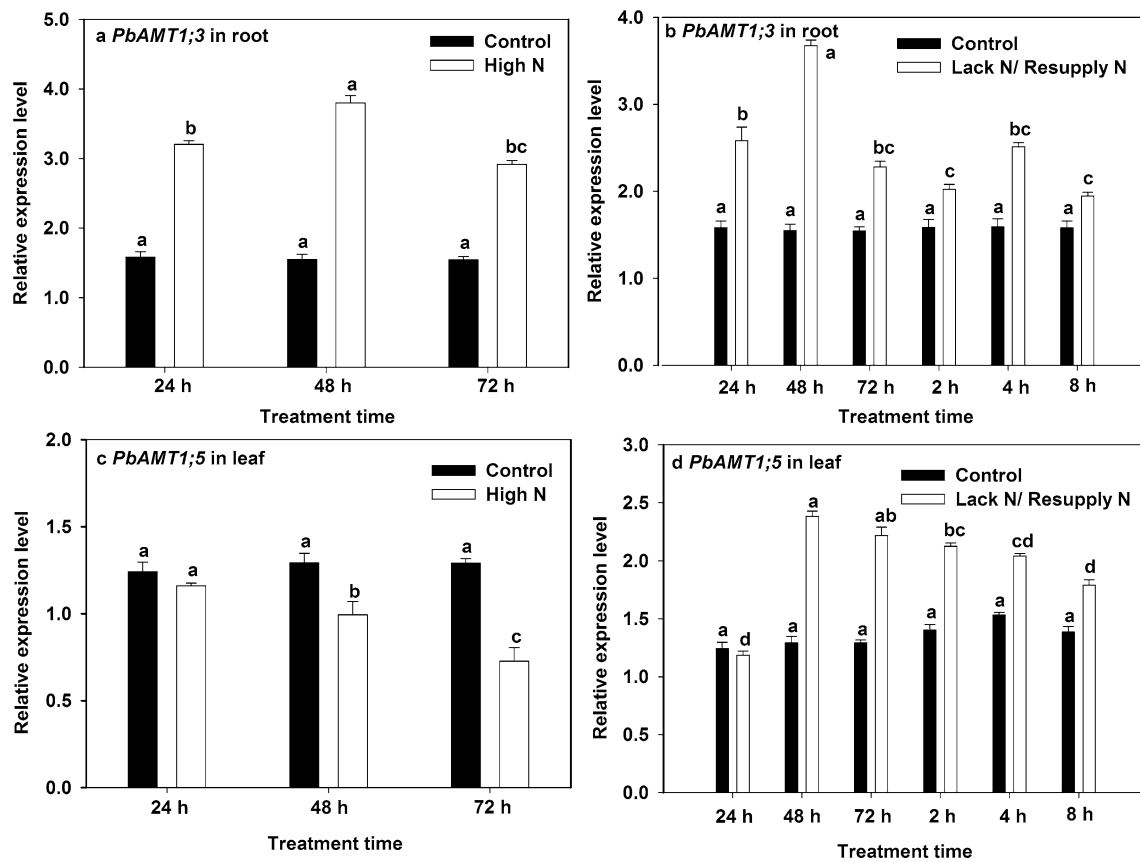 a PbAMT1;3 in root
Control
High N
5.0
4.0
3.0
2.0
1.0
0.0
Relative expression level
a
b
a
a
a
bc
24 h
48 h
72 h
Treatment time
b PbAMT1;3 in root
Control
Lack N/ Resupply N
4.0
3.0
2.0
1.0
0.0
Relative expression level
a
b
a
a
a
bc
a
c
a
bc
a
c
24 h
48 h
72 h
2 h
4 h
8 h
Treatment time
c PbAMT1;5 in leaf
Control
High N
2.0
1.5
1.0
0.5
0.0
Relative expression level
a
a
a
b
a
c
24 h
48 h
72 h
Treatment time
d PbAMT1;5 in leaf
Control
Lack N/ Resupply N
3.0
2.5
2.0
1.5
1.0
0.5
0.0
Relative expression level
a
d
a
a
a
ab
a
bc
a
cd
a
d
24 h
48 h
72 h
2 h
4 h
8 h
Treatment time